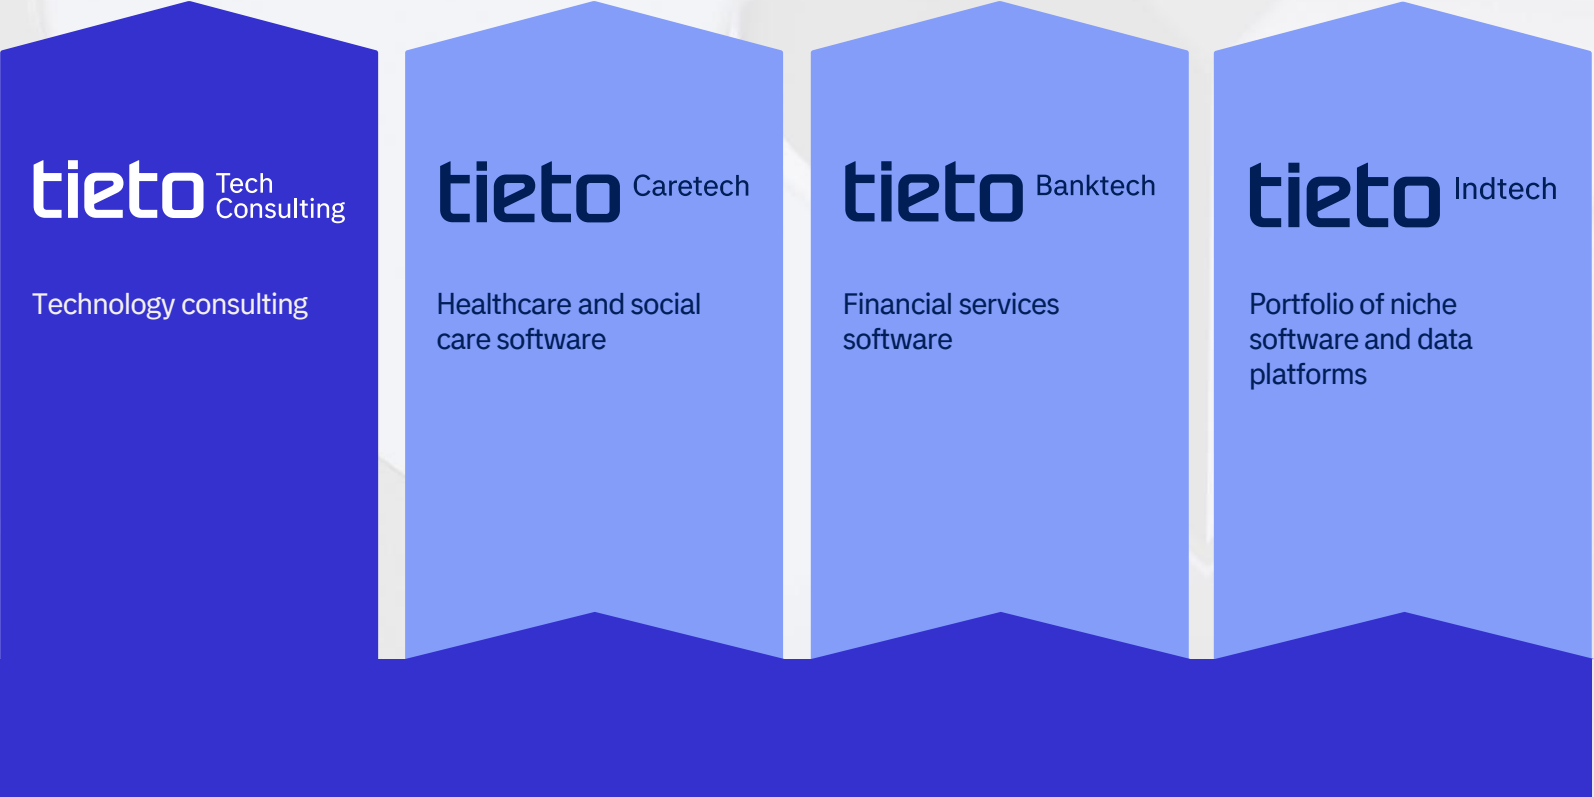 tieto Tech
Consulting
Technology consulting
tieto Caretech
Healthcare and social
care software
tieto Banktech
Financial services
software
tieto Indtech
Portfolio of niche
software and data
platforms